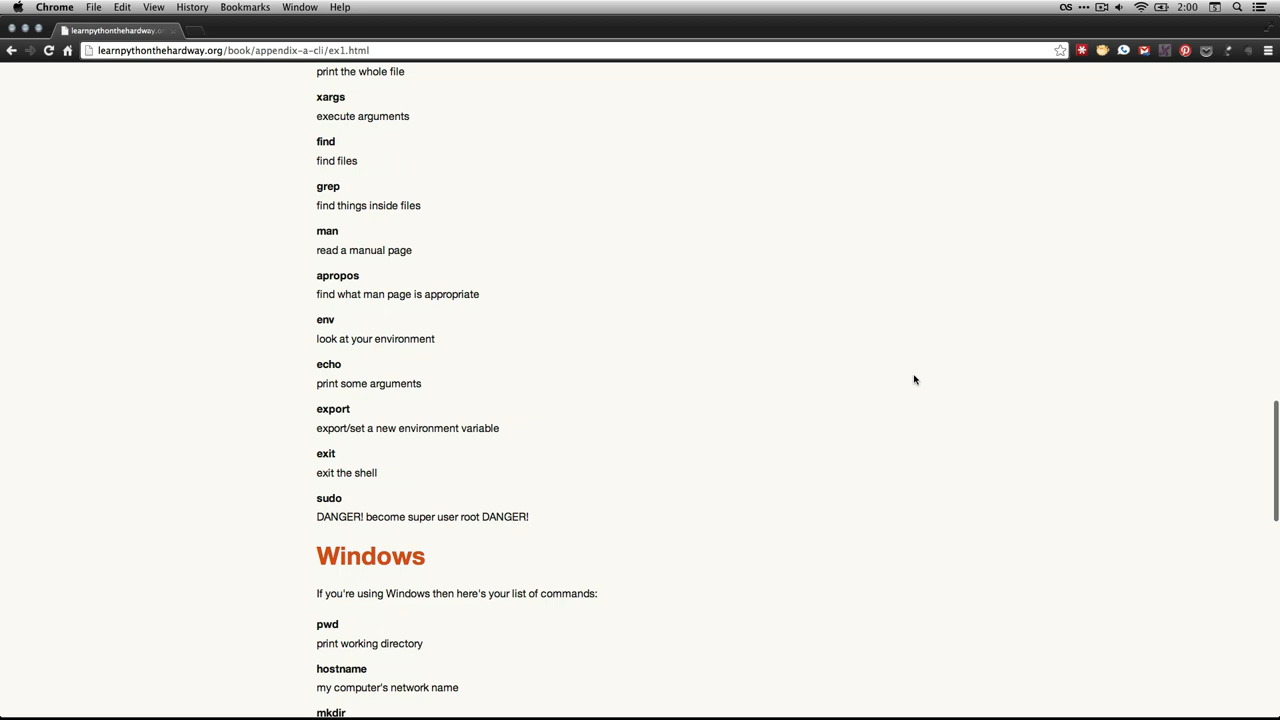 Chrome File Edit View History Bookmarks Window Help 2:00
learnpythonthehardway.org
learnpythonthehardway.org/book/appendix-a-cli/ex1.html
print the whole file
xargs
execute arguments
find
find files
grep
find things inside files
man
read a manual page
apropos
find what man page is appropriate
env
look at your environment
echo
print some arguments
export
export/set a new environment variable
exit
exit the shell
sudo
DANGER! become super user root DANGER!
Windows
If you're using Windows then here's your list of commands:
pwd
print working directory
hostname
my computer's network name
mkdir